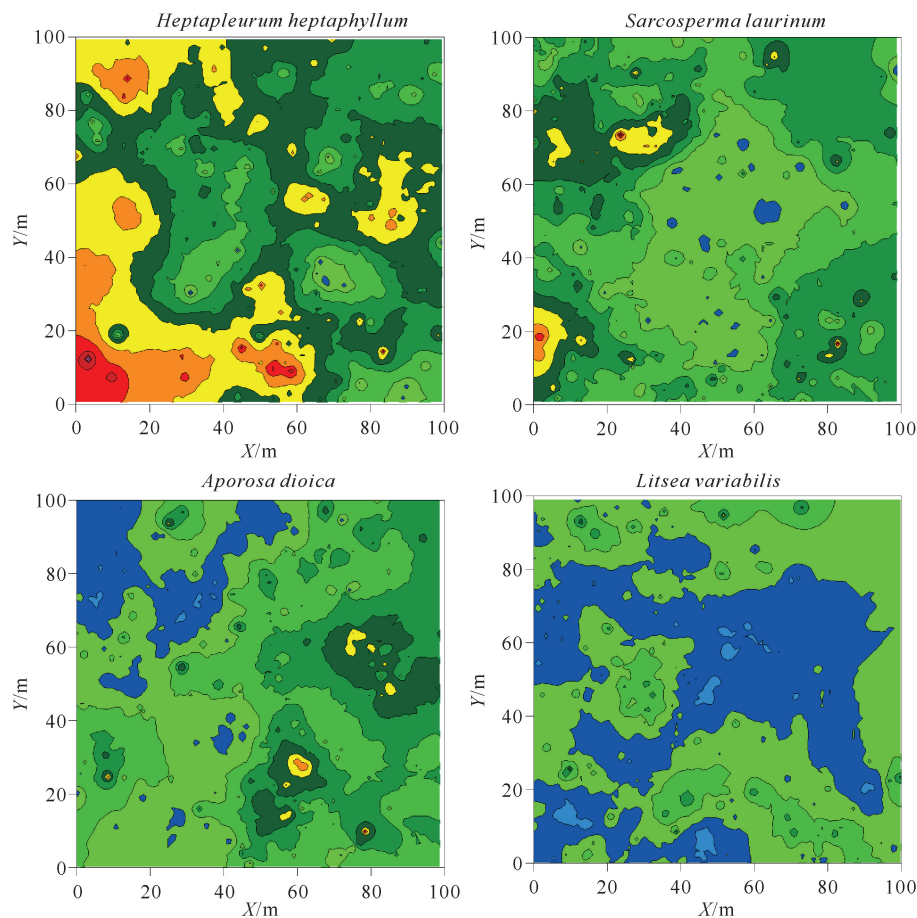 Heptapleurum heptaphyllum
100
80
60
40
20
0
Y/m
0 20 40 60 80 100
X/m
Sarcosperma laurinum
100
80
60
40
20
0
Y/m
0 20 40 60 80 100
X/m
Aporosa dioica
100
80
60
40
20
0
Y/m
0 20 40 60 80 100
X/m
Litsea variabilis
100
80
60
40
20
0
Y/m
0 20 40 60 80 100
X/m